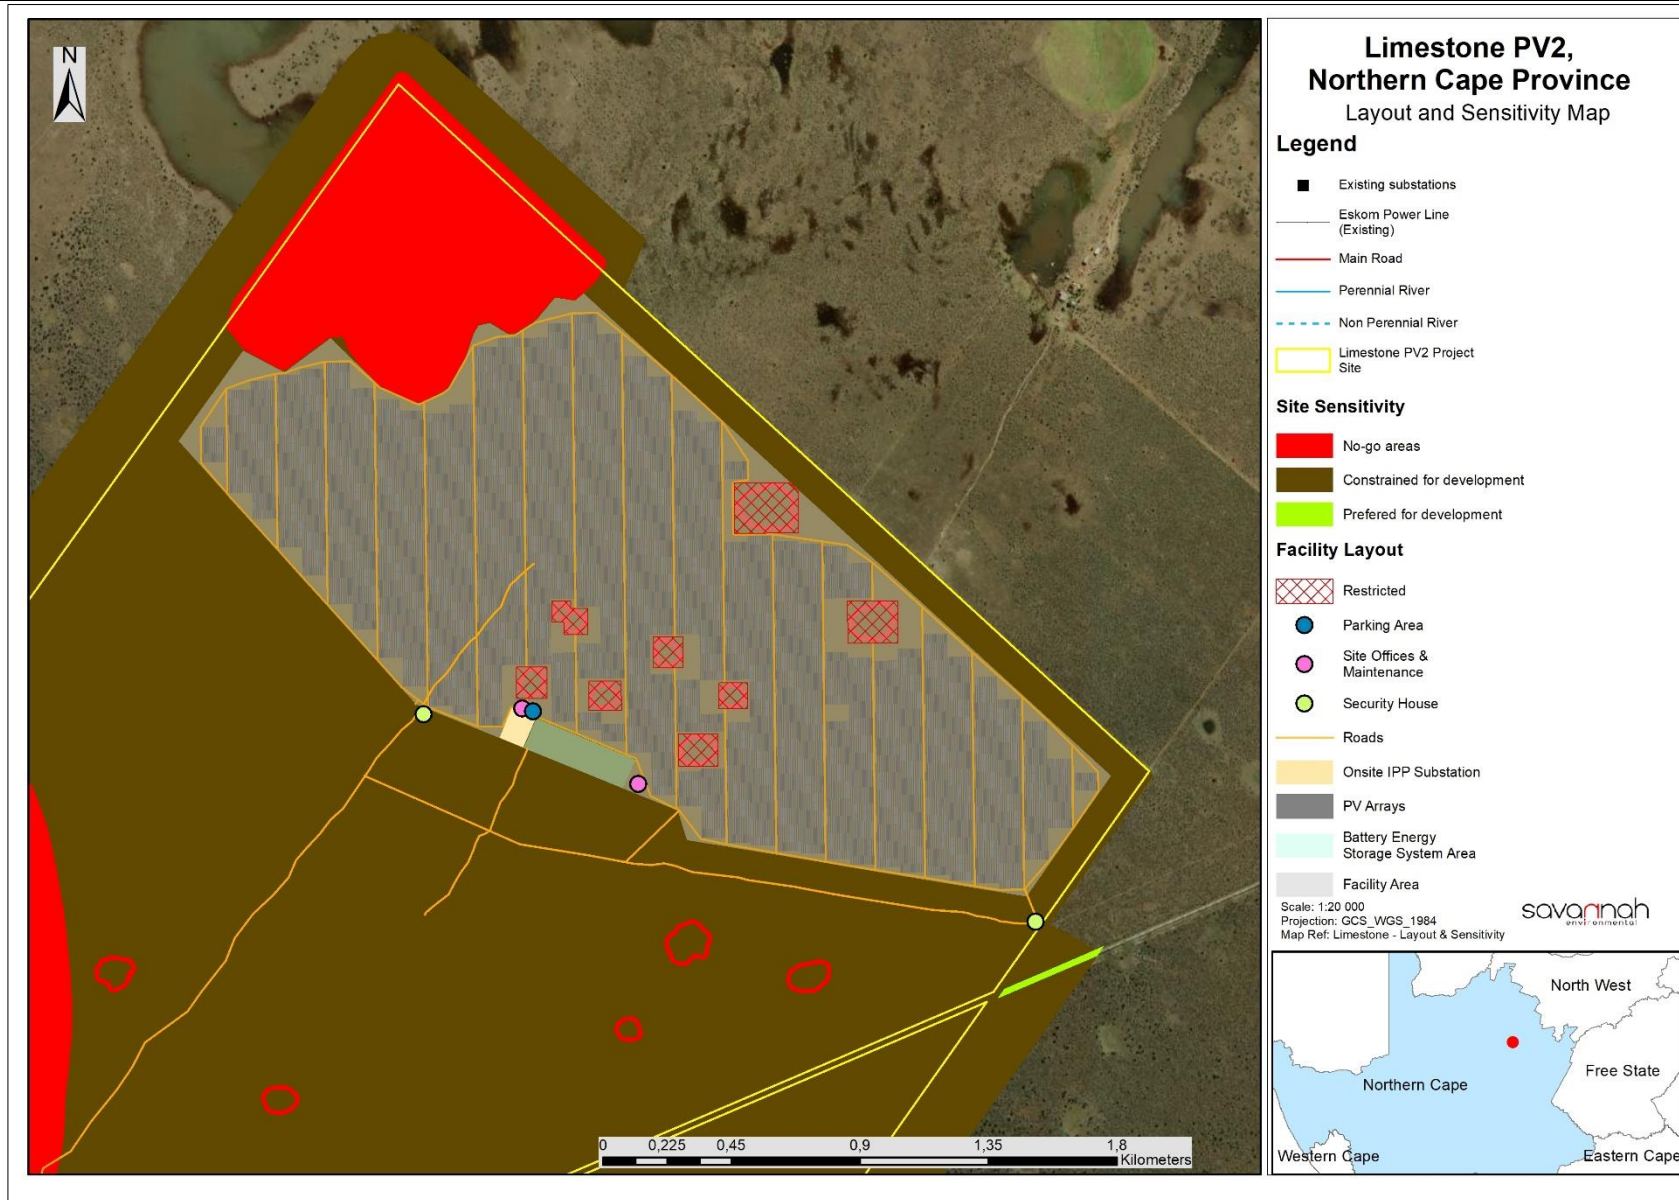 N
Limestone PV2,
Northern Cape Province
Layout and Sensitivity Map
Legend
Existing substations
Eskom Power Line
(Existing)
Main Road
Perennial River
Non Perennial River
Limestone PV2 Project
Site
Site Sensitivity
No-go areas
Constrained for development
Prefered for development
Facility Layout
Restricted
Parking Area
Site Offices &
Maintenance
Security House
Roads
Onsite IPP Substation
PV Arrays
Battery Energy
Storage System Area
Facility Area
Scale: 1:20 000
Projection: GCS_WGS_1984
Map Ref: Limestone - Layout & Sensitivity
savannah
environmental
North West
Free State
Northern Cape
Western Cape
Eastern Cape
0 0,225 0,45 0,9 1,35 1,8
Kilometers